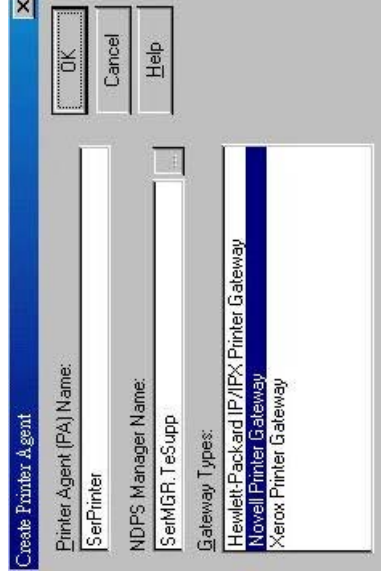 Create Printer Agent
Printer Agent (PA) Name:
SerPrinter
NDPS Manager Name:
SerMGR.TeSupp
...
Gateway Types:
Hewlett-Packard IP/IPX Printer Gateway
Novell Printer Gateway
Xerox Printer Gateway
OK
Cancel
Help